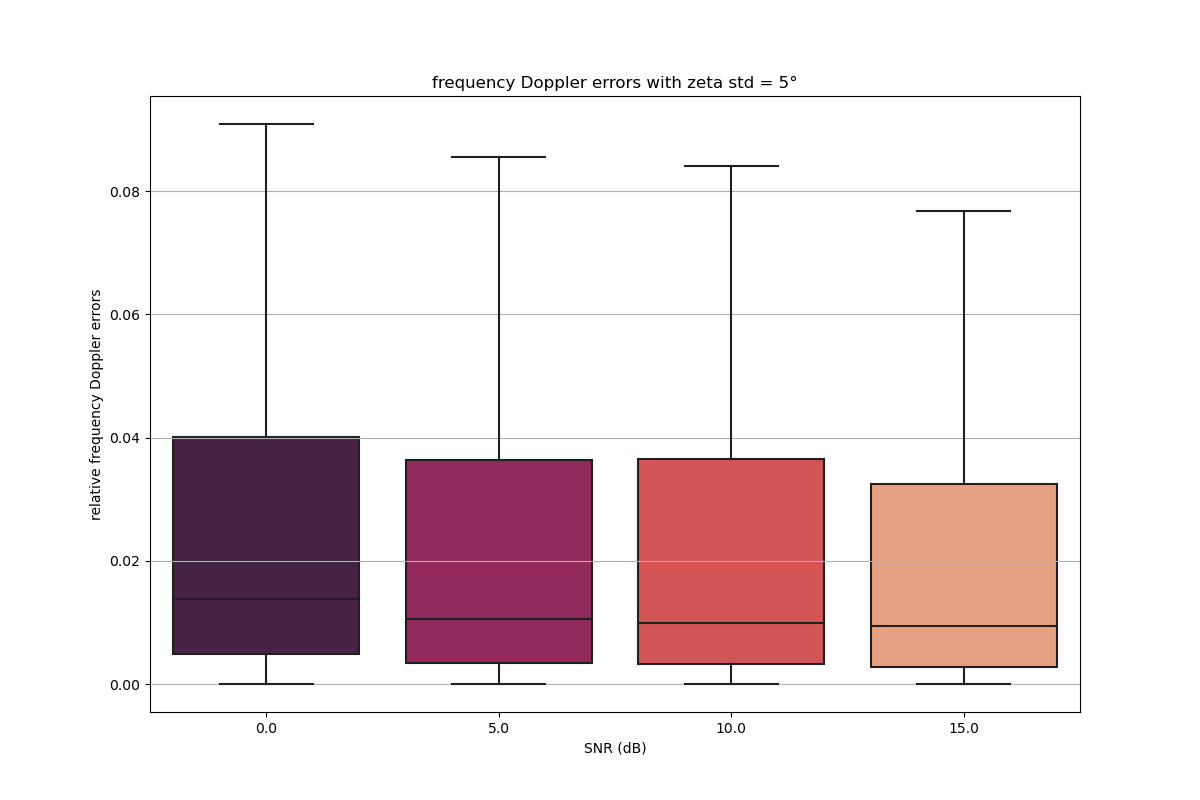 frequency Doppler errors with zeta std = 5°
relative frequency Doppler errors
0.08
0.06
0.04
0.02
0.00
0.0 5.0 10.0 15.0
SNR (dB)